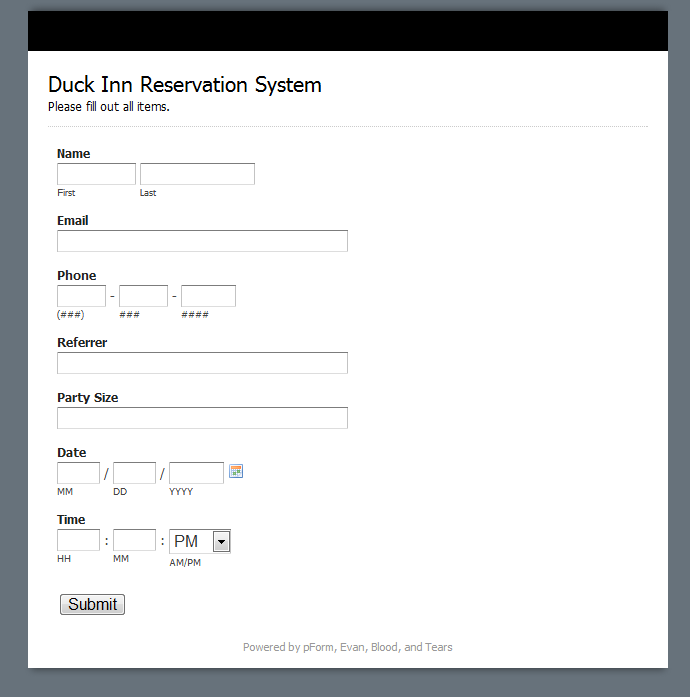 Duck Inn Reservation System
Please fill out all items.
Name
First Last
Email
Phone
- -
(###) ### ####
Referrer
Party Size
Date
/ /
MM DD YYYY
Time
: : PM
HH MM AM/PM
Submit
Powered by pForm, Evan, Blood, and Tears